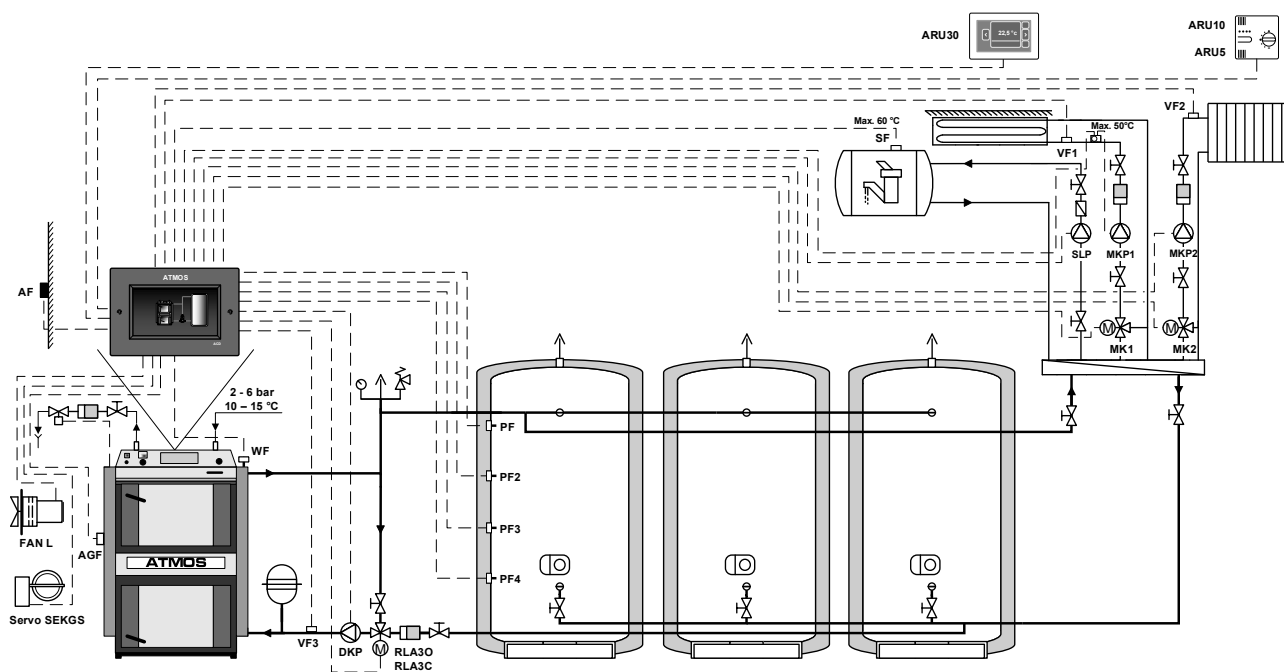 ARU30
22,5 °c
ARU10
ARU5
VF2
Max. 60 °C
SF
Max. 50°C
VF1
SLP
MKP1
MKP2
ATMOS
AF
M
MK1
M
MK2
2 - 6 bar
10 – 15 °C
WF
PF
PF2
PF3
PF4
FAN L
AGF
ATMOS
Servo SEKGS
VF3
DKP
M
RLA3O
RLA3C